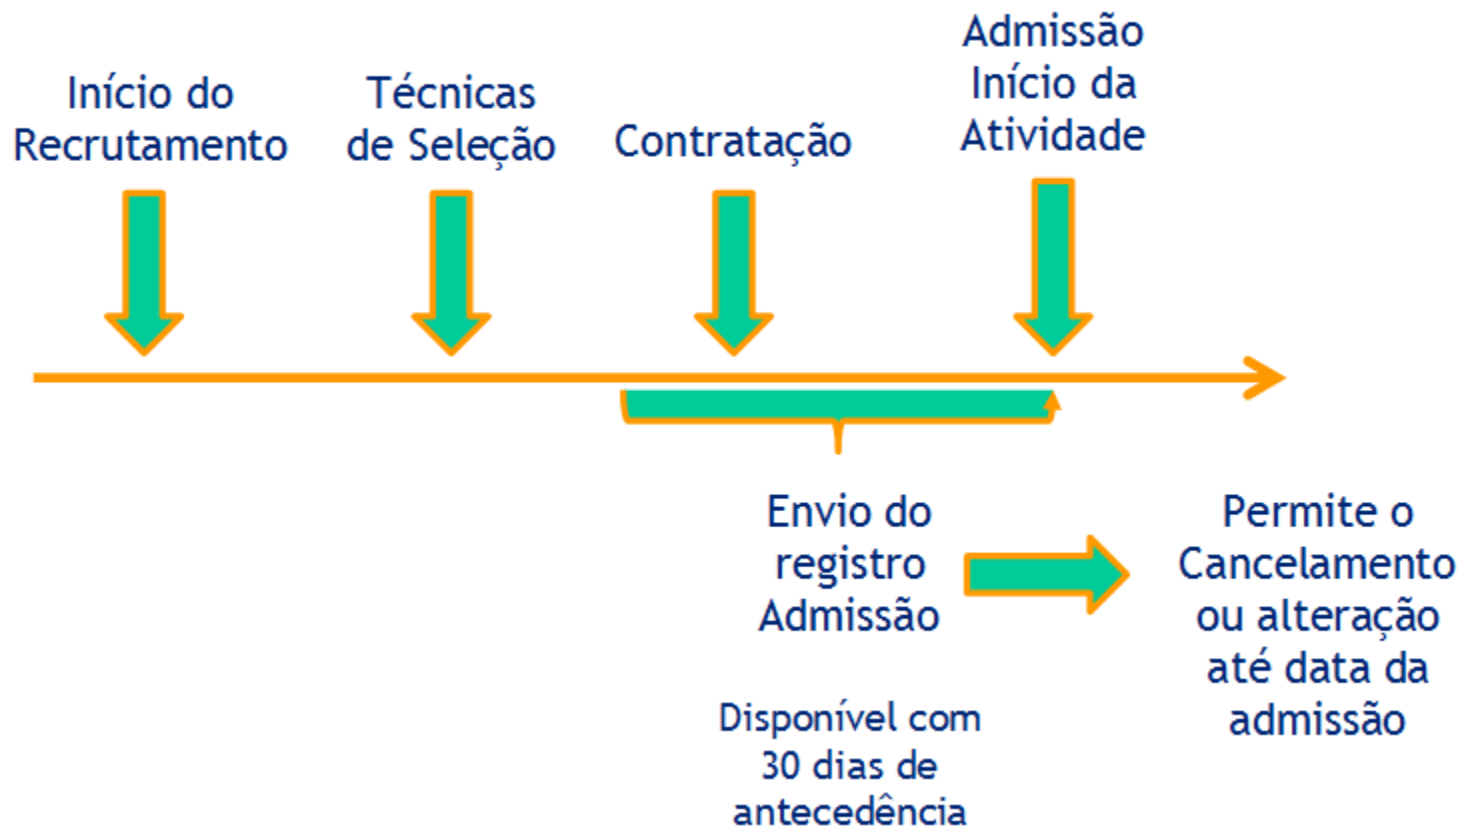 Início do
Recrutamento
Técnicas
de Seleção
Contratação
Admissão
Início da
Atividade
Envio do
registro
Admissão
Disponível com
30 dias de
antecedência
Permite o
Cancelamento
ou alteração
até data da
admissão